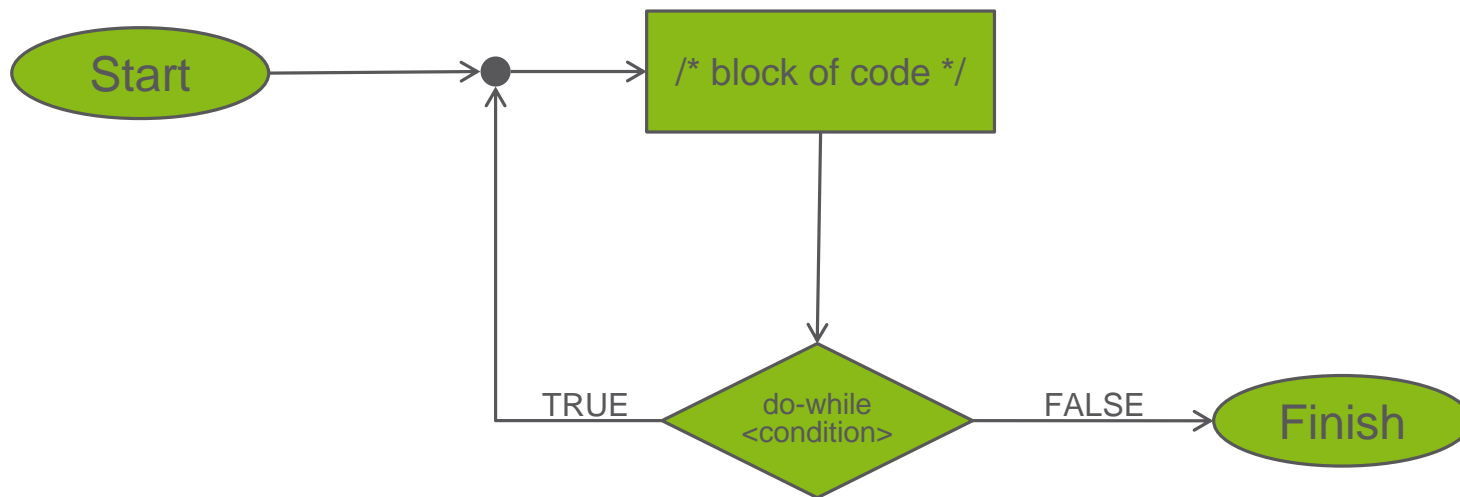 Start
/* block of code */
TRUE
do-while
<condition>
FALSE
Finish